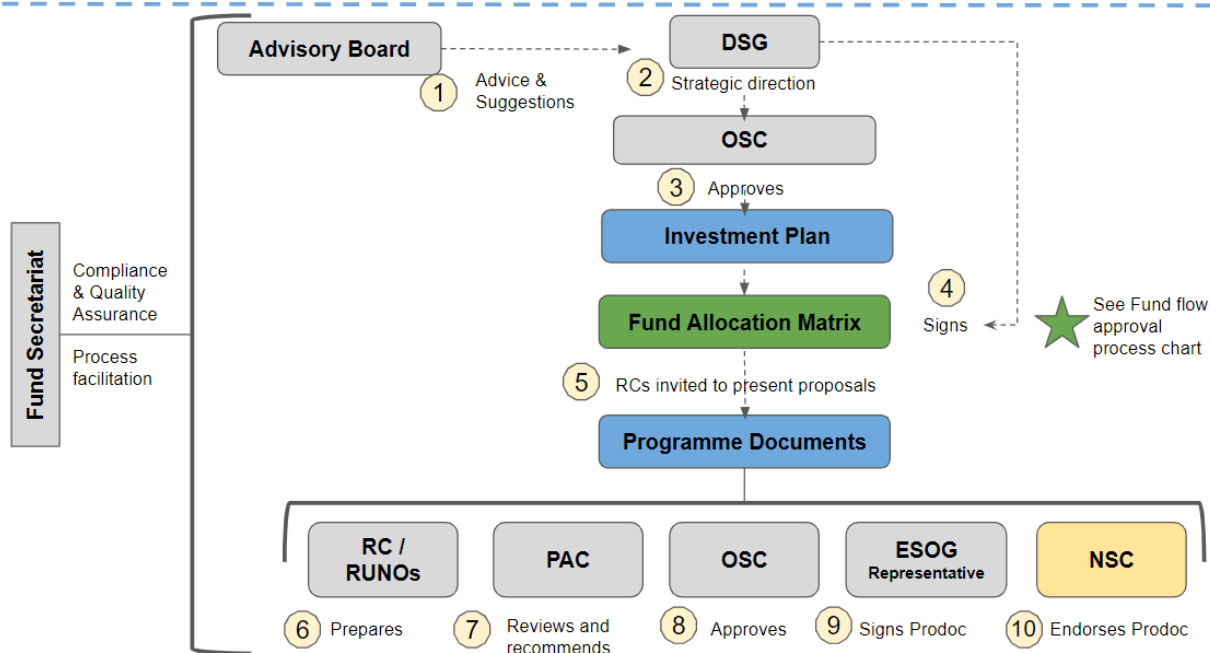 Advisory Board
DSG
1
Advice &
Suggestions
2
Strategic direction
OSC
3
Approves
Investment Plan
Fund Secretariat
Compliance
& Quality
Assurance
Process
facilitation
Fund Allocation Matrix
4
Signs
See Fund flow
approval
process chart
5
RCs invited to present proposals
Programme Documents
RC /
RUNOs
PAC
OSC
ESOG
Representative
NSC
6
Prepares
7
Reviews and
recommends
8
Approves
9
Signs Prodoc
10
Endorses Prodoc